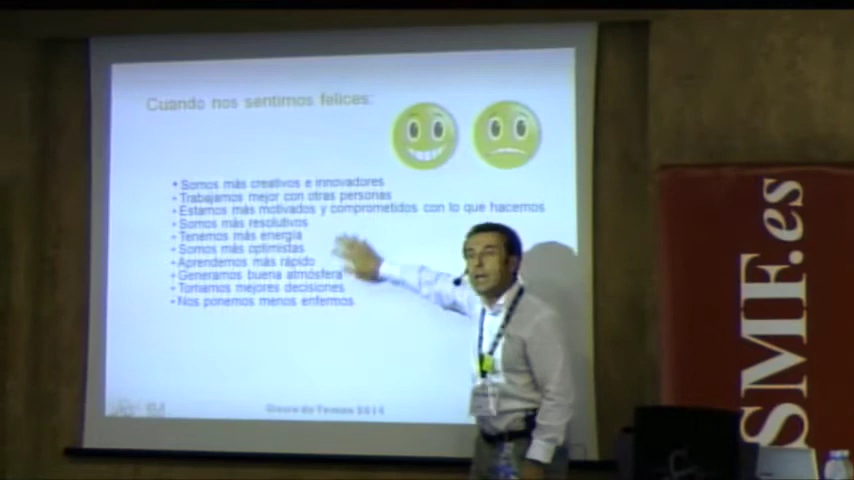 Cuando nos sentimos felices:
• Somos más creativos e innovadores
• Trabajamos mejor con otras personas
• Estamos más motivados y comprometidos con lo que hacemos
• Somos más resolutivos
• Tenemos más energía
• Somos más optimistas
• Aprendemos más rápido
• Generamos buena atmósfera
• Tomamos mejores decisiones
• Nos ponemos menos enfermos
SMF.es